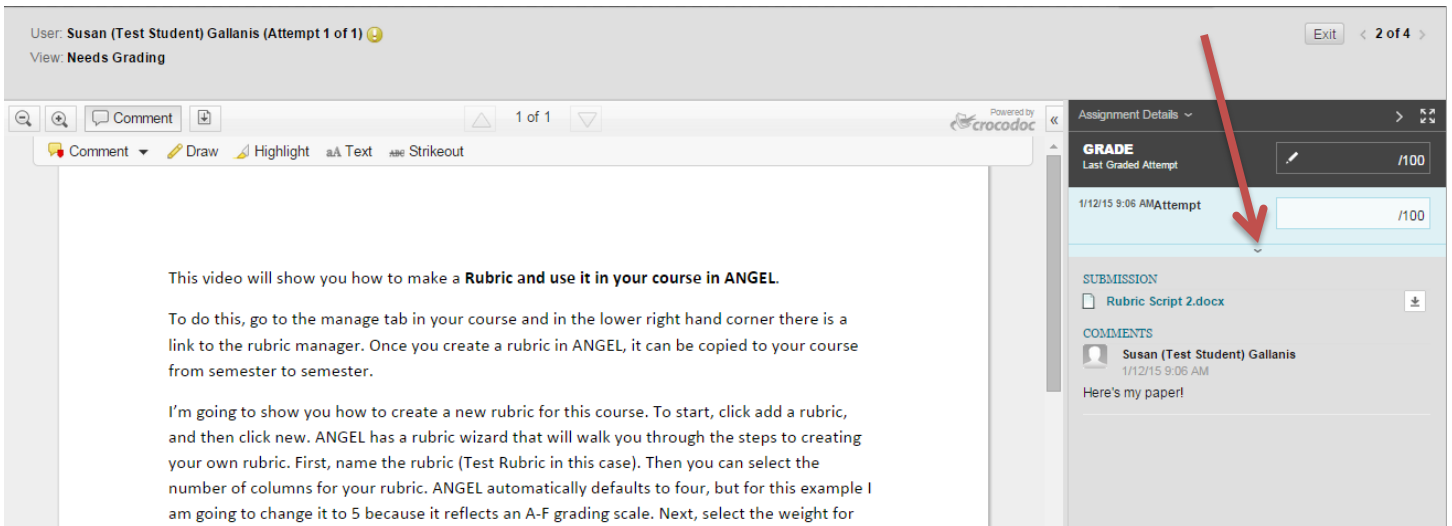 User: Susan (Test Student) Gallanis (Attempt 1 of 1)
View: Needs Grading
Exit
2 of 4
Comment
1 of 1
Powered by
crocodoc
Comment Draw Highlight aA Text ABC Strikeout
This video will show you how to make a Rubric and use it in your course in ANGEL.
To do this, go to the manage tab in your course and in the lower right hand corner there is a
link to the rubric manager. Once you create a rubric in ANGEL, it can be copied to your course
from semester to semester.
I'm going to show you how to create a new rubric for this course. To start, click add a rubric,
and then click new. ANGEL has a rubric wizard that will walk you through the steps to creating
your own rubric. First, name the rubric (Test Rubric in this case). Then you can select the
number of columns for your rubric. ANGEL automatically defaults to four, but for this example I
am going to change it to 5 because it reflects an A-F grading scale. Next, select the weight for
Assignment Details
GRADE
Last Graded Attempt
/100
1/12/15 9:06 AM Attempt
/100
SUBMISSION
Rubric Script 2.docx
COMMENTS
Susan (Test Student) Gallanis
1/12/15 9:06 AM
Here's my paper!